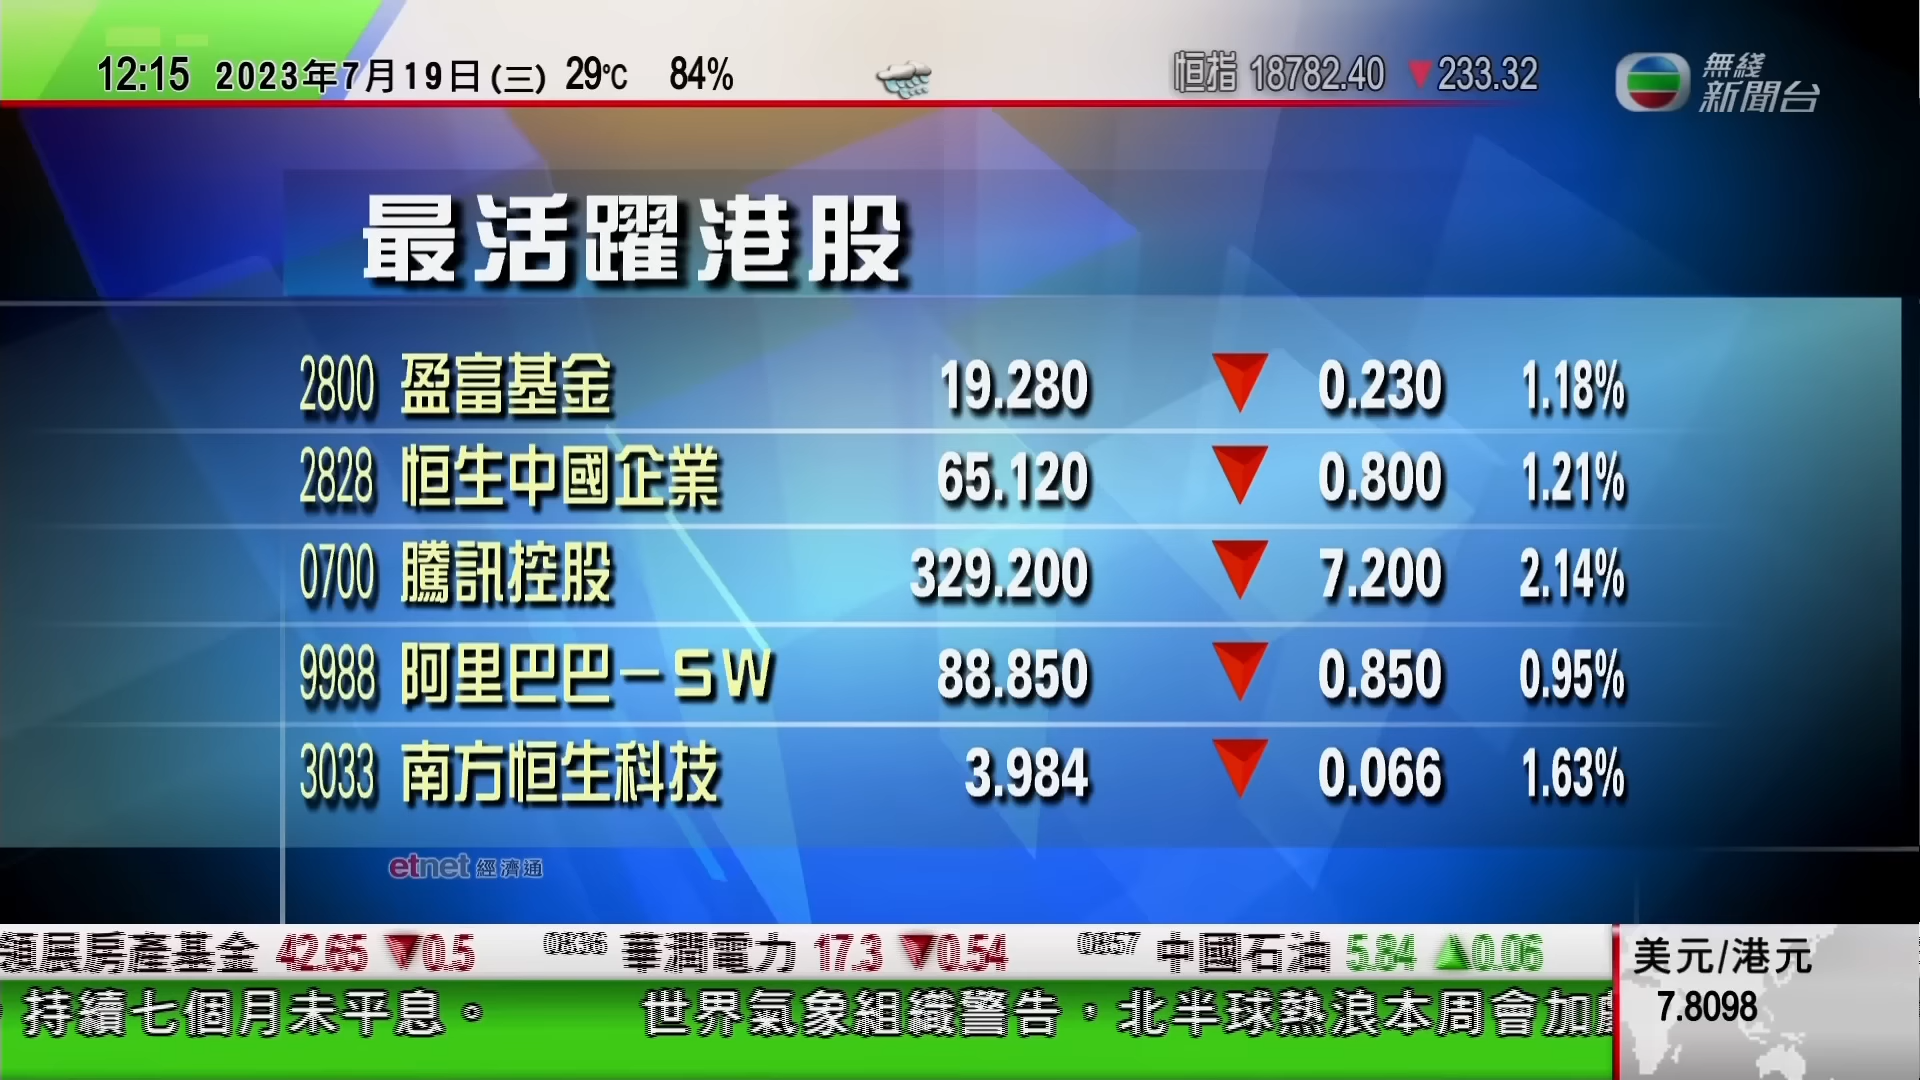 12:15 2023年7月19日(三) 29℃ 84% 恒指 18782.40 ▼233.32 無綫
新聞台
最活躍港股
2800 盈富基金 19.280 ▼ 0.230 1.18%
2828 恒生中國企業 65.120 ▼ 0.800 1.21%
0700 騰訊控股 329.200 ▼ 7.200 2.14%
9988 阿里巴巴－SW 88.850 ▼ 0.850 0.95%
3033 南方恒生科技 3.984 ▼ 0.066 1.63%
etnet 經濟通
領展房產基金 42.65 ▼0.5 0836 華潤電力 17.3 ▼0.54 0857 中國石油 5.84 ▲0.06
持續七個月未平息。 世界氣象組織警告，北半球熱浪本周會加
美元/港元
7.8098